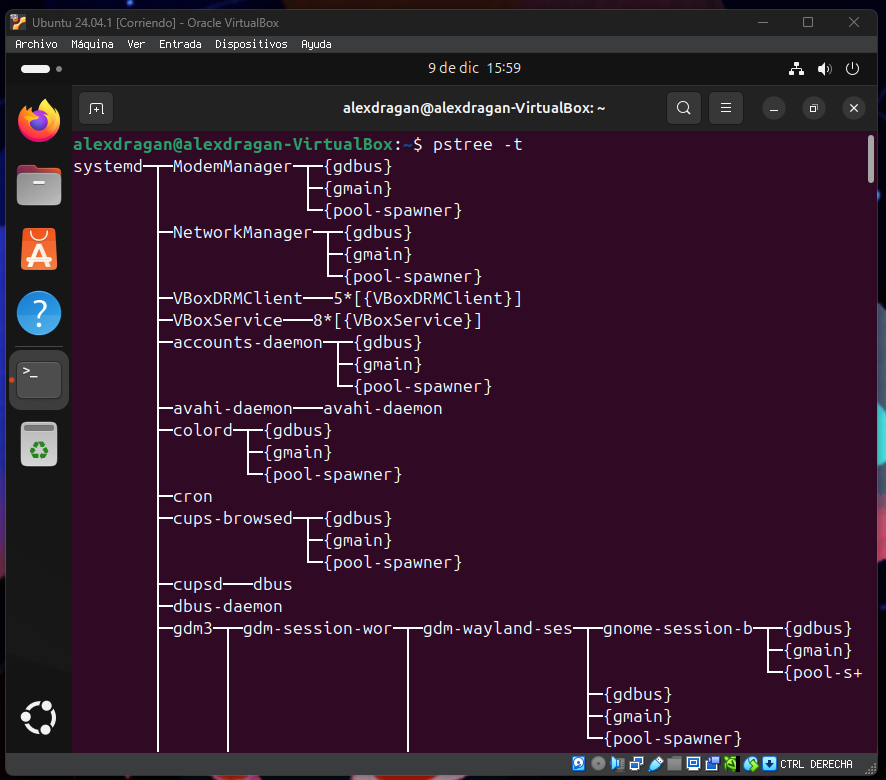 Ubuntu 24.04.1 [Corriendo] - Oracle VirtualBox
Archivo Máquina Ver Entrada Dispositivos Ayuda
9 de dic 15:59
alexdragan@alexdragan-VirtualBox: ~
alexdragan@alexdragan-VirtualBox:~$ pstree -t
systemd─┬─ModemManager─┬─{gdbus}
├─{gmain}
└─{pool-spawner}
├─NetworkManager─┬─{gdbus}
├─{gmain}
└─{pool-spawner}
├─VBoxDRMClient───5*[{VBoxDRMClient}]
├─VBoxService───8*[{VBoxService}]
├─accounts-daemon─┬─{gdbus}
├─{gmain}
└─{pool-spawner}
├─avahi-daemon───avahi-daemon
├─colord─┬─{gdbus}
├─{gmain}
└─{pool-spawner}
├─cron
├─cups-browsed─┬─{gdbus}
├─{gmain}
└─{pool-spawner}
├─cupsd───dbus
├─dbus-daemon
├─gdm3─┬─gdm-session-wor─┬─gdm-wayland-ses─┬─gnome-session-b─┬─{gdbus}
├─{gmain}
└─{pool-s+
├─{gdbus}
├─{gmain}
└─{pool-spawner}
CTRL DERECHA